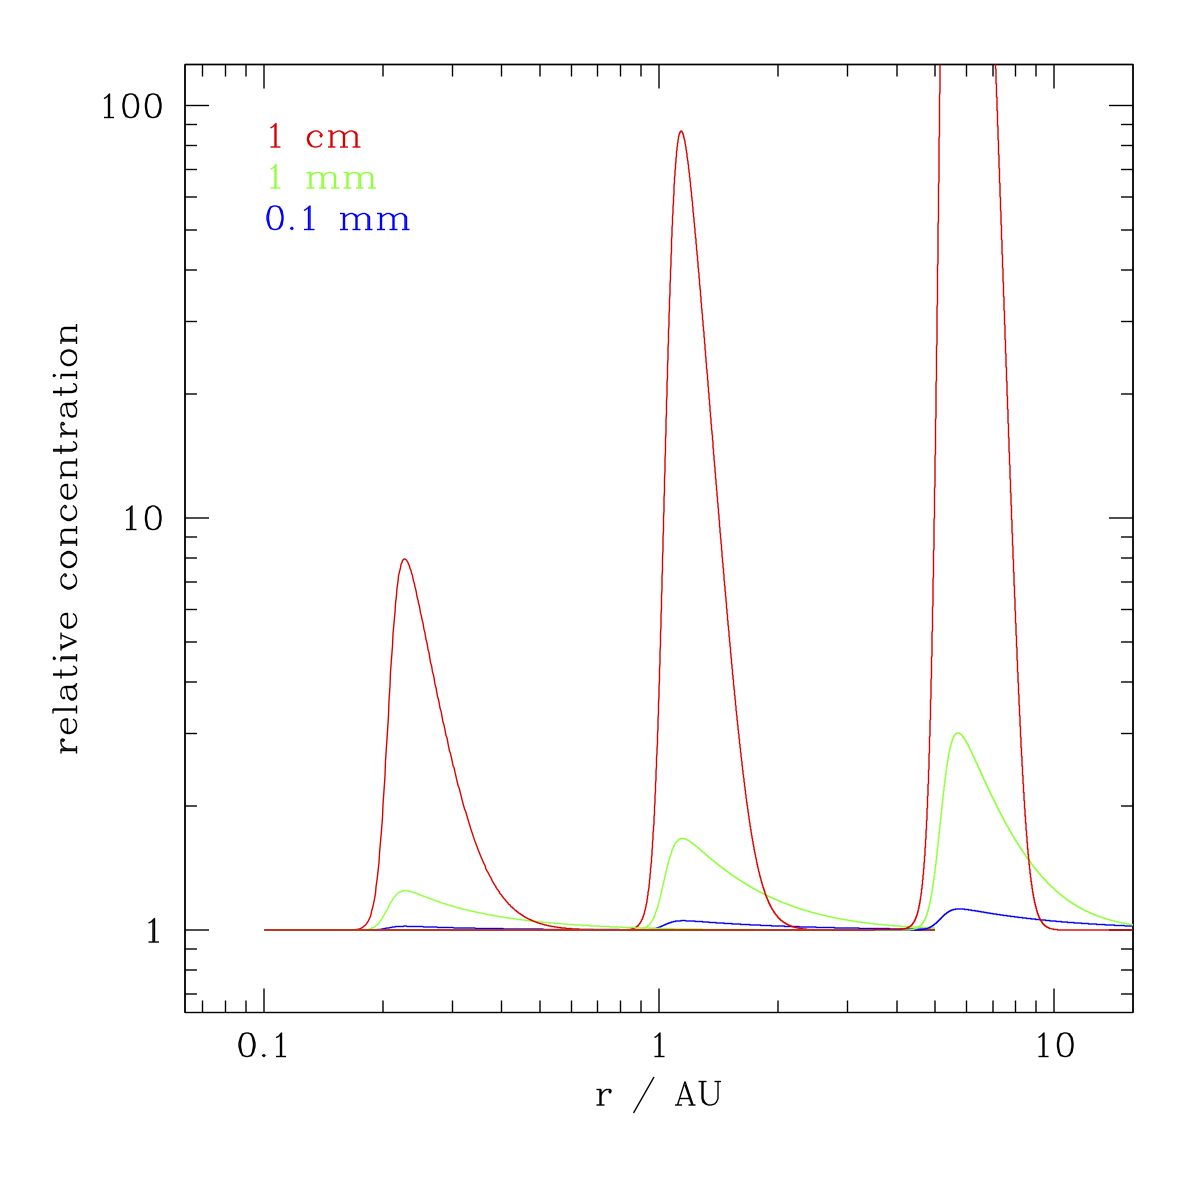 100
1 cm
1 mm
0.1 mm
relative concentration
10
1
0.1 1 10
r / AU